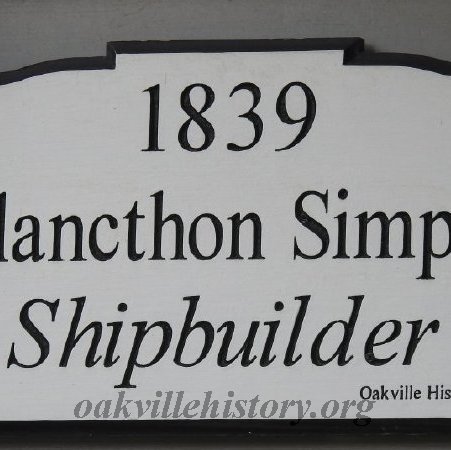 1839
lancthon Simp
Shipbuilder
Oakville His
oakvillehistory.org